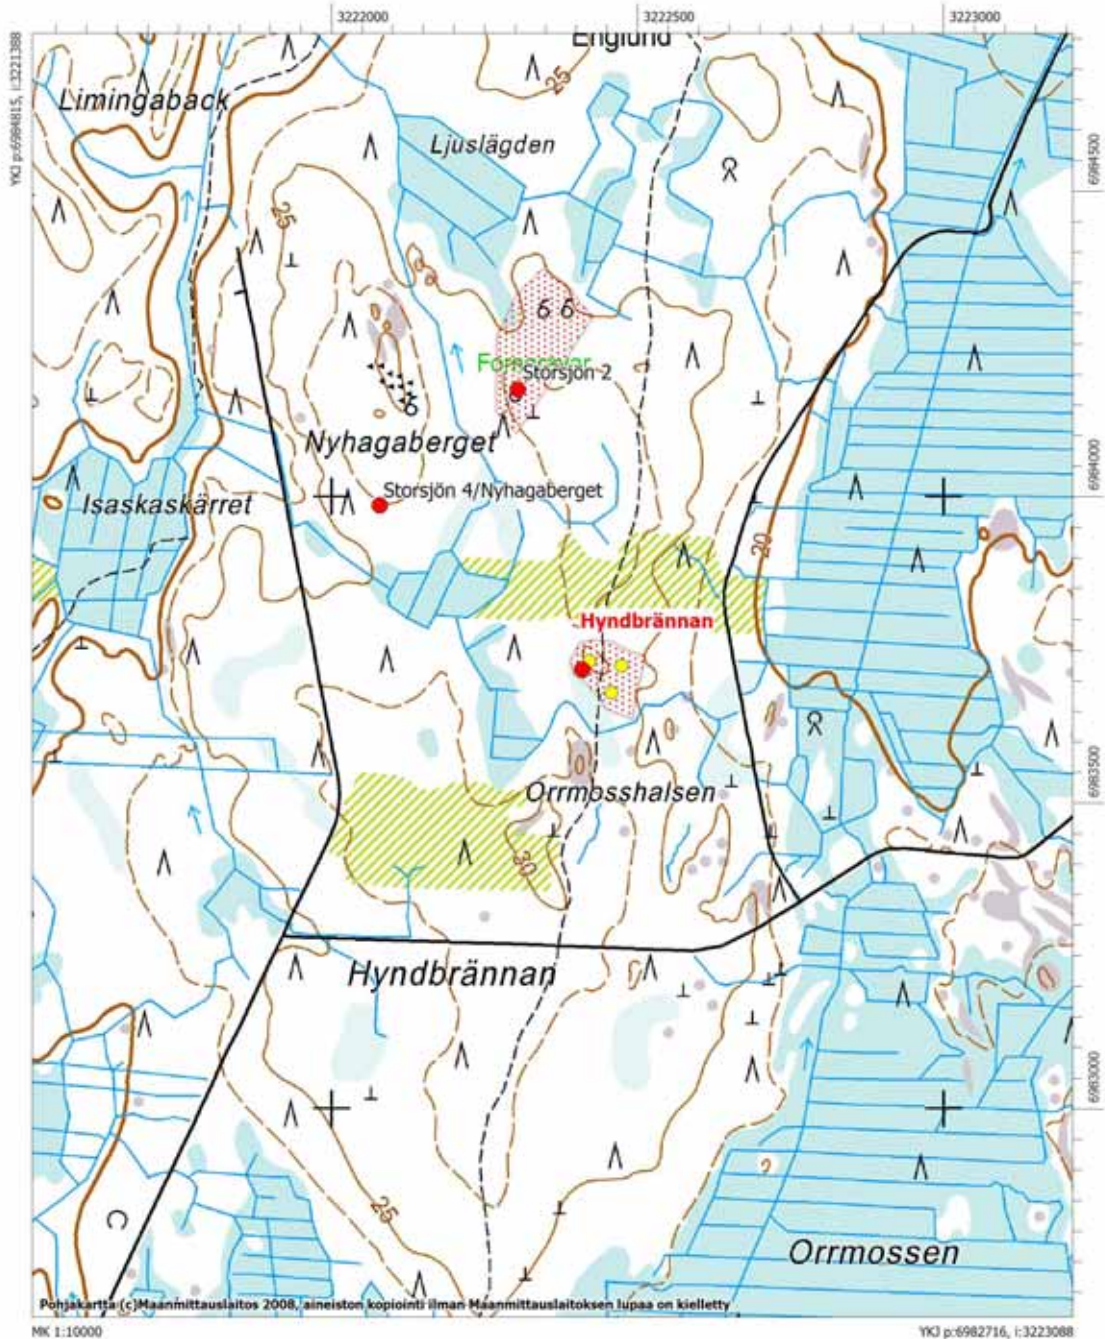 3222000
3222500
3223000
YKJ p:6984815, i:3221388
Englund
Limingaback
25
Ljuslägden
6984500
25
Storsjön 2
Nyhagaberget
6984000
Storsjön 4/Nyhagaberget
Isaskaskärret
20
Hyndbrännan
6983500
Orrmosshalsen
30
Hyndbrännan
6983000
25
Orrmossen
Pohjakartta (c)Maanmittauslaitos 2008, aineiston kopiointi ilman Maanmittauslaitoksen lupaa on kielletty
MK 1:10000
YKJ p:6982716, i:3223088